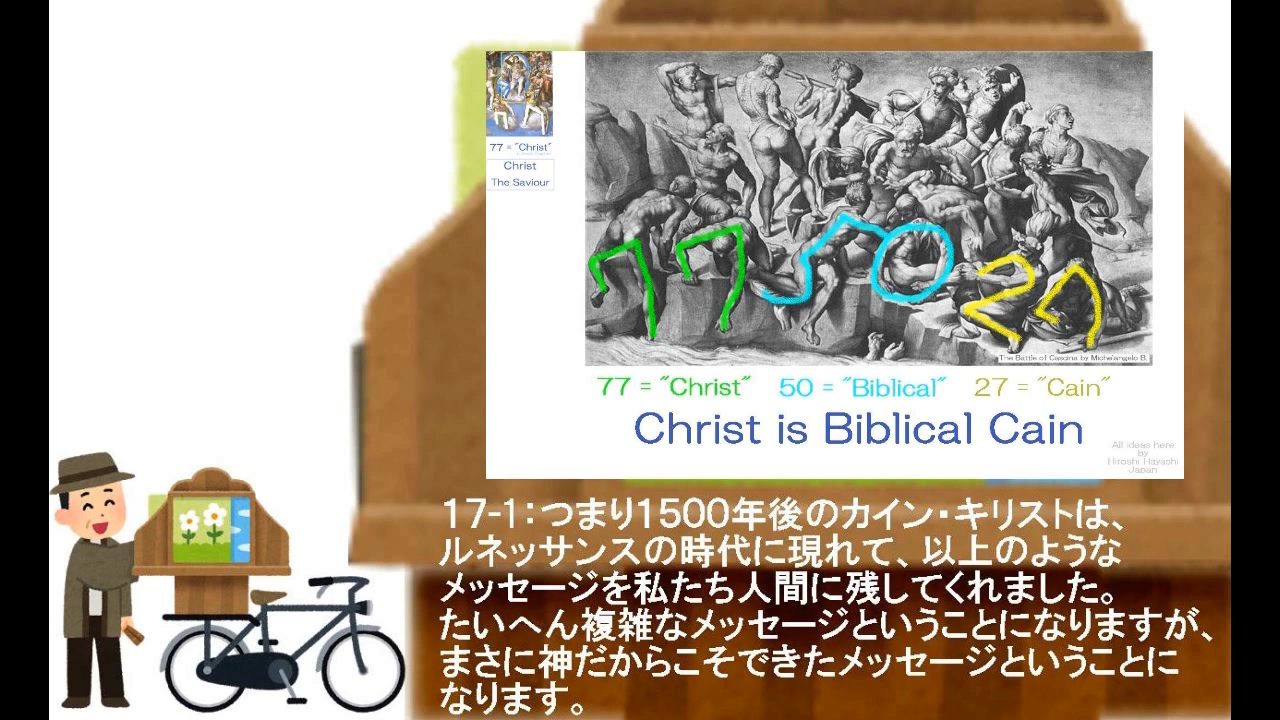 77 = "Christ"
Christ
The Saviour
77 50 27
The Battle of Cascina by Michelangelo B.
77 = "Christ" 50 = "Biblical" 27 = "Cain"
Christ is Biblical Cain
All ideas here
by
Hiroshi Hayashi
Japan
17-1：つまり1500年後のカイン・キリストは、
ルネッサンスの時代に現れて、以上のような
メッセージを私たち人間に残してくれました。
たいへん複雑なメッセージということになりますが、
まさに神だからこそできたメッセージということに
なります。